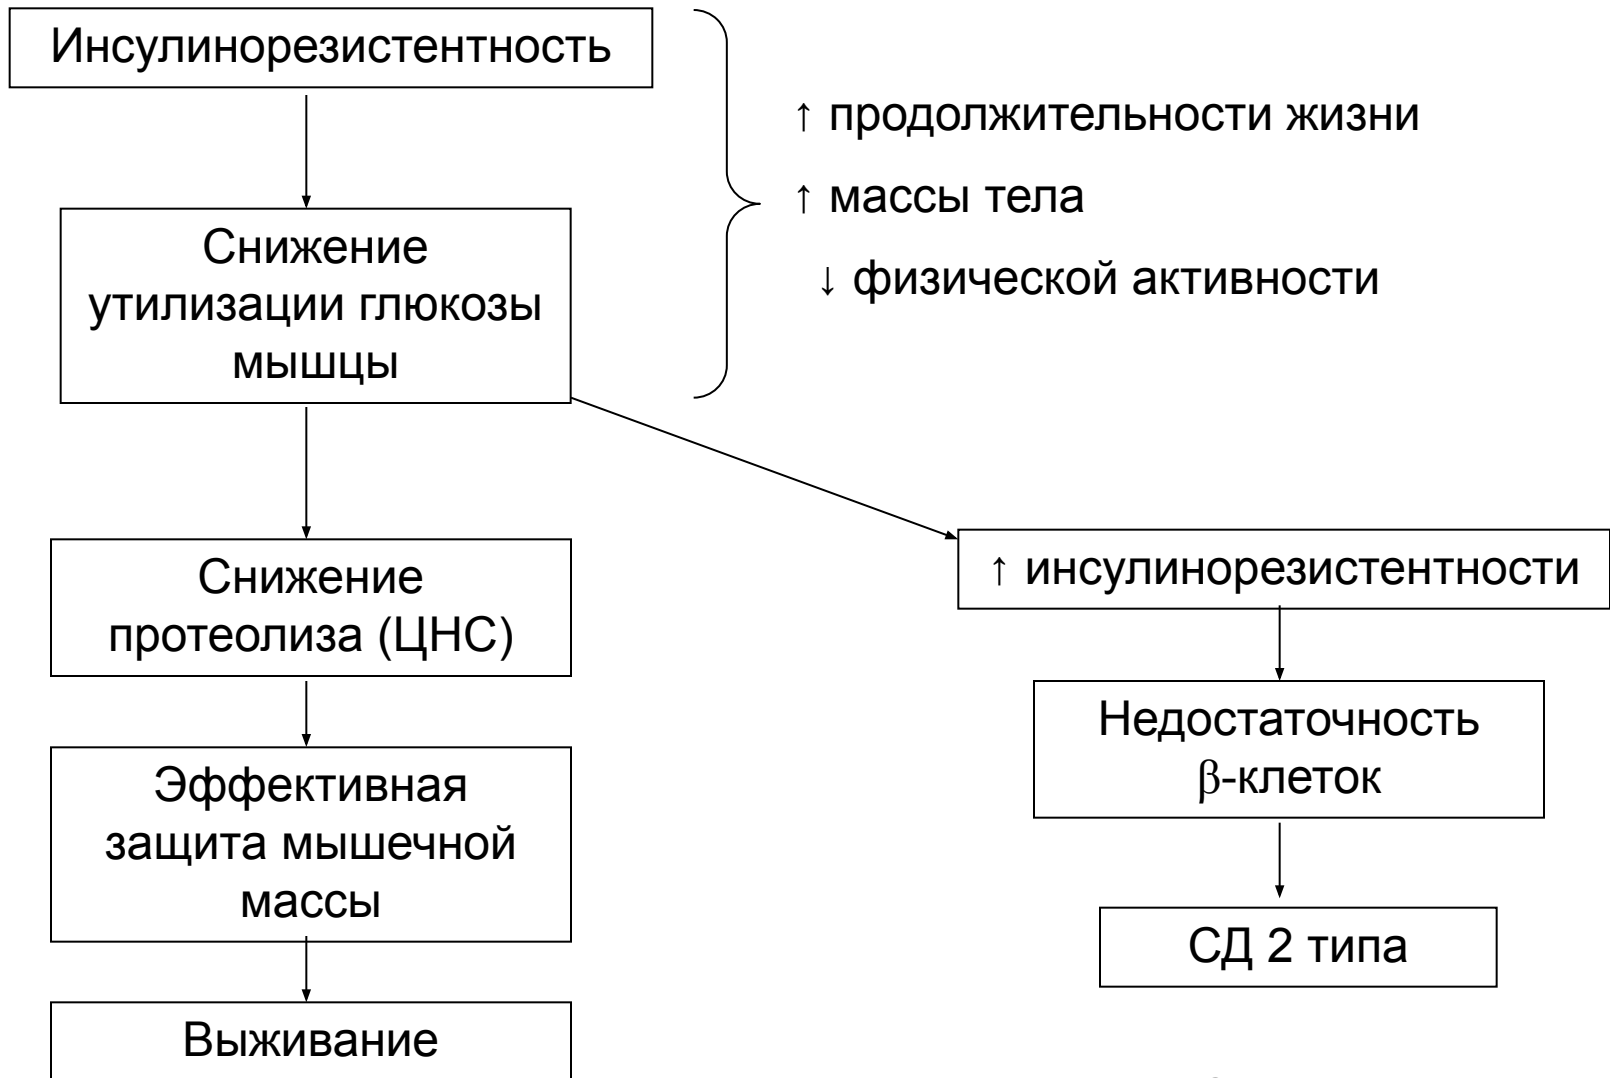 Инсулинорезистентность
↑ продолжительности жизни
↑ массы тела
↓ физической активности
Снижение
утилизации глюкозы
мышцы
Снижение
протеолиза (ЦНС)
Эффективная
защита мышечной
массы
Выживание
↑ инсулинорезистентности
Недостаточность
β-клеток
СД 2 типа